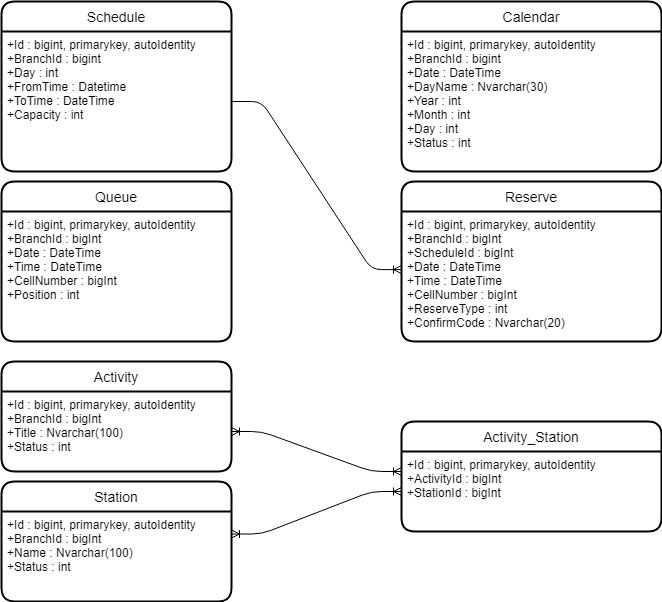 Schedule
+Id : bigint, primarykey, autoIdentity
+BranchId : bigint
+Day : int
+FromTime : Datetime
+ToTime : DateTime
+Capacity : int
Calendar
+Id : bigint, primarykey, autoIdentity
+BranchId : bigint
+Date : DateTime
+DayName : Nvarchar(30)
+Year : int
+Month : int
+Day : int
+Status : int
Queue
+Id : bigint, primarykey, autoIdentity
+BranchId : bigInt
+Date : DateTime
+Time : DateTime
+CellNumber : bigInt
+Position : int
Reserve
+Id : bigint, primarykey, autoIdentity
+BranchId : bigInt
+ScheduleId : bigInt
+Date : DateTime
+Time : DateTime
+CellNumber : bigInt
+ReserveType : int
+ConfirmCode : Nvarchar(20)
Activity
+Id : bigint, primarykey, autoIdentity
+BranchId : bigInt
+Title : Nvarchar(100)
+Status : int
Activity_Station
+Id : bigint, primarykey, autoIdentity
+ActivityId : bigInt
+StationId : bigInt
Station
+Id : bigint, primarykey, autoIdentity
+BranchId : bigInt
+Name : Nvarchar(100)
+Status : int